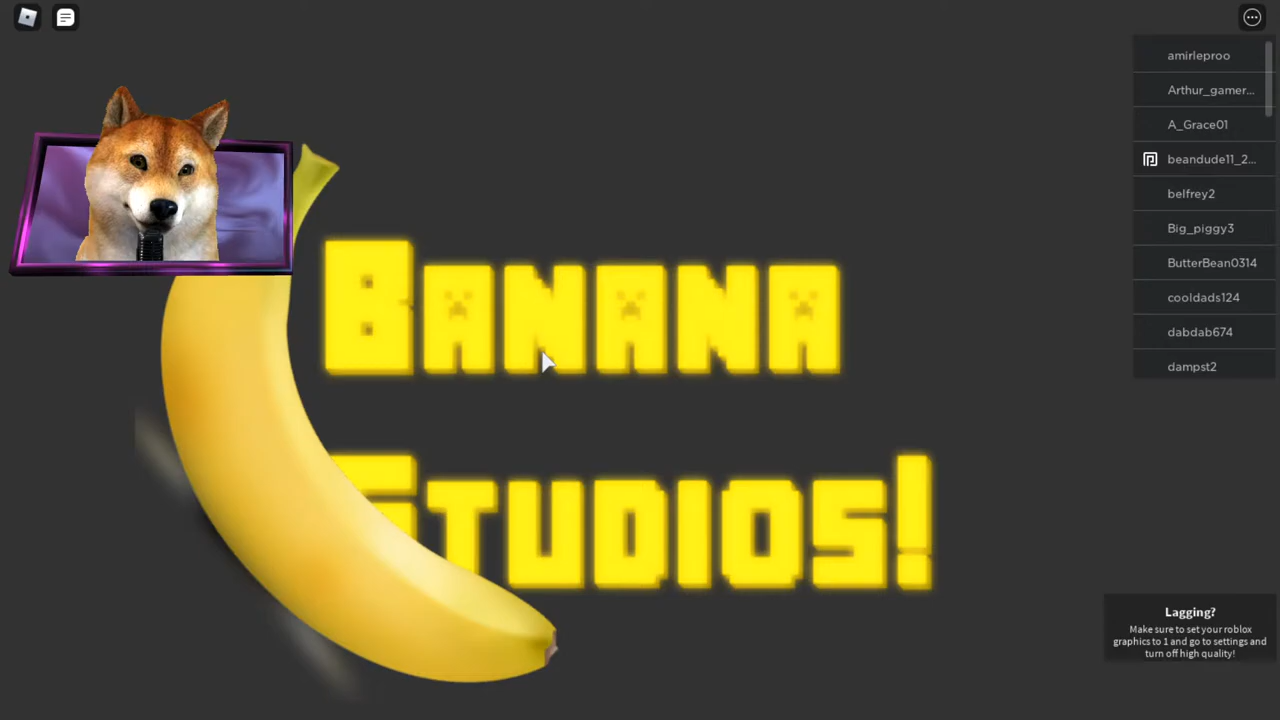 amirleproo
Arthur_gamer...
A_Grace01
beandude11_2...
belfrey2
Big_piggy3
ButterBean0314
cooldads124
dabdab674
dampst2
Banana
Studios!
Lagging?
Make sure to set your roblox
graphics to 1 and go to settings and
turn off high quality!